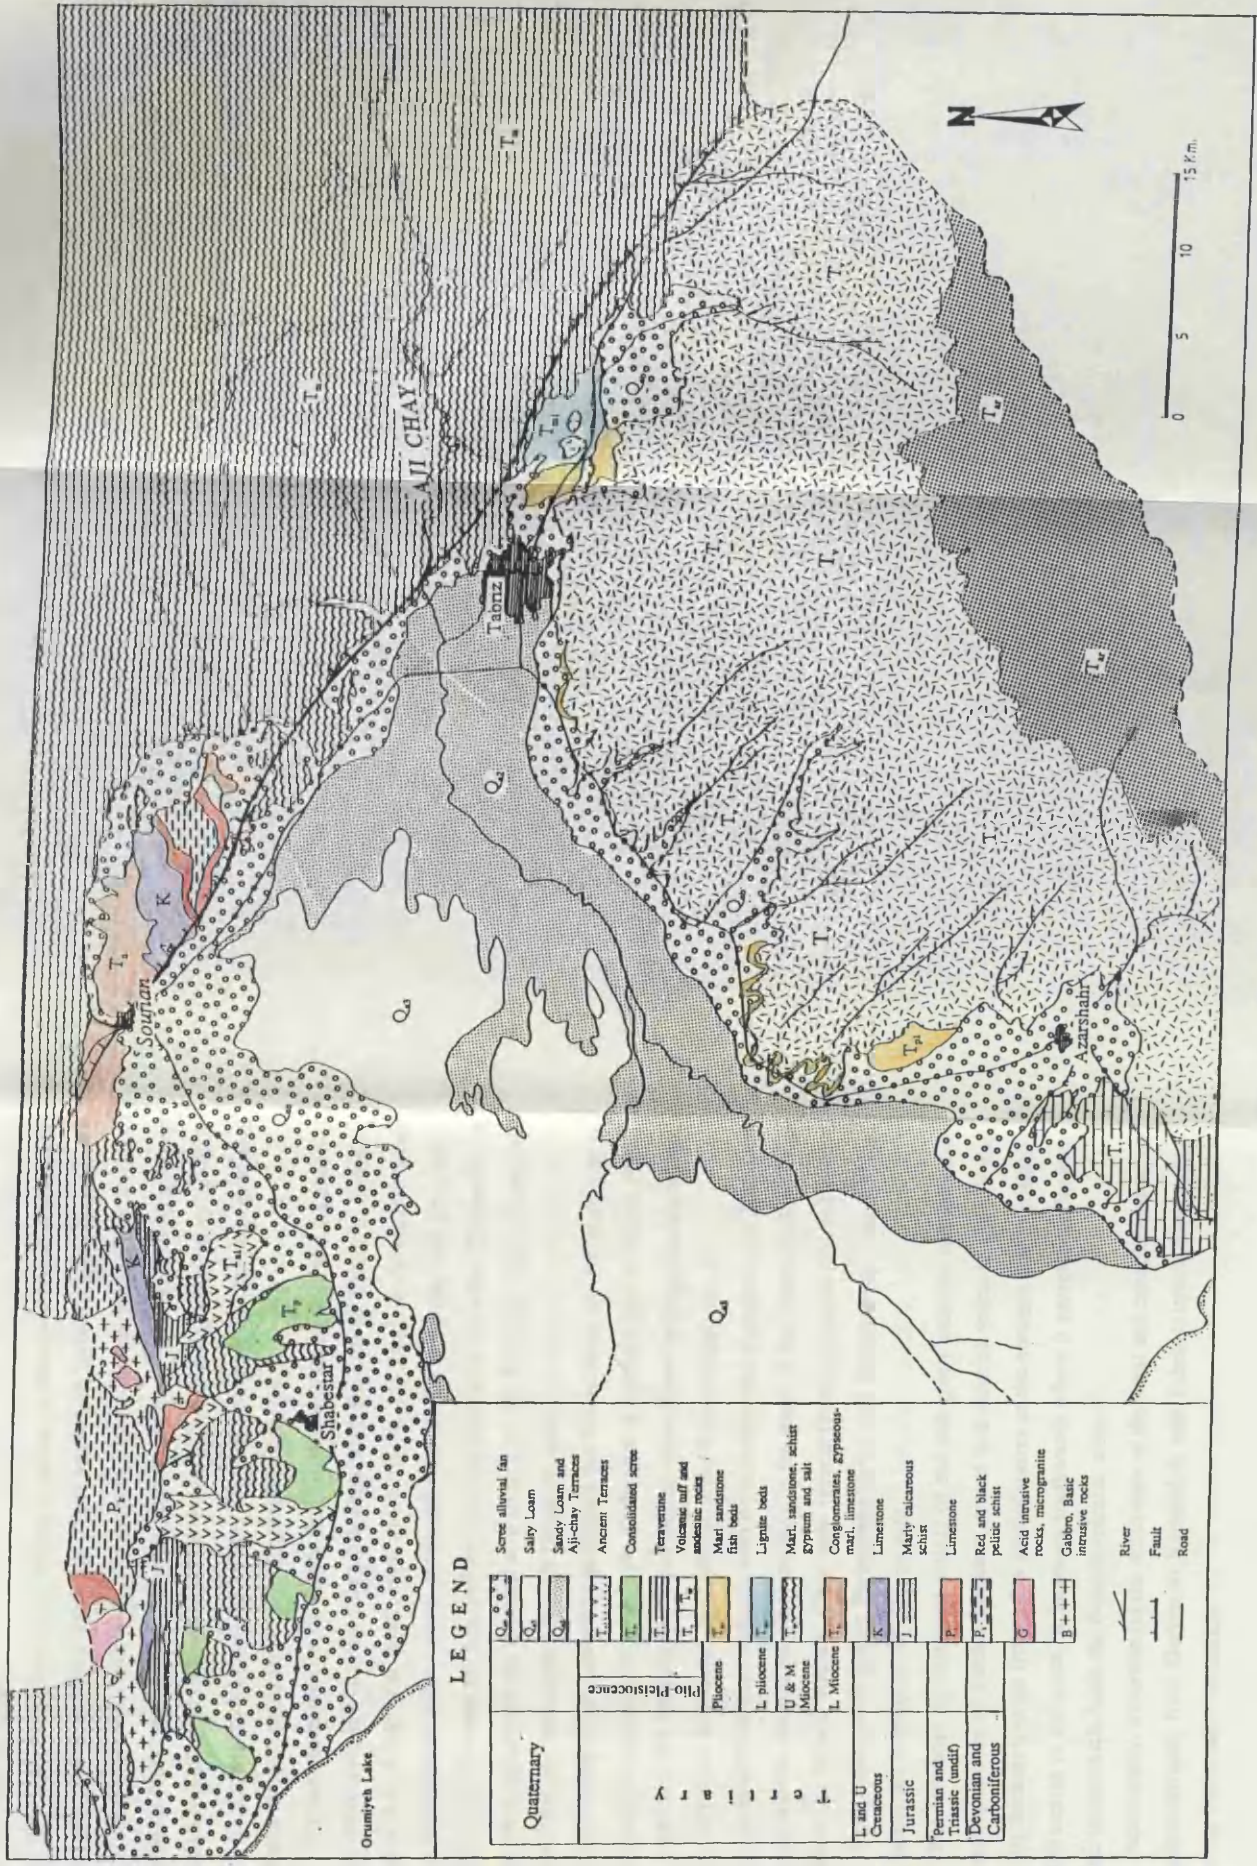 N
0 5 10 15 Km.
AJI CHAY
Tabriz
Soufian
Shabestar
Azarshahr
Orumiyeh Lake
K
K
J
J
P
LEGEND
Quaternary
Scree alluvial fan
Salty Loam
Sandy Loam and
Aji-chay Terraces
Tertiary
Plio-Pleistocence
Ancient Terraces
Consolidated scree
Teravertine
Volcanic tuff and
andesitic rocks
Pliocene
Marl sandstone
fish beds
L pliocene
Lignite beds
U & M
Miocene
Marl, sandstone, schist
gypsum and salt
L Miocene
Conglomerates, gypseous-
marl, limestone
L and U
Cretaceous
K
Limestone
Jurassic
J
Marly calcareous
schist
Permian and
Triassic (undif)
Limestone
Devonian and
Carboniferous
Red and black
pelitic schist
G
Acid intrusive
rocks, microgranite
B
Gabbro, Basic
intrusive rocks
River
Fault
Road